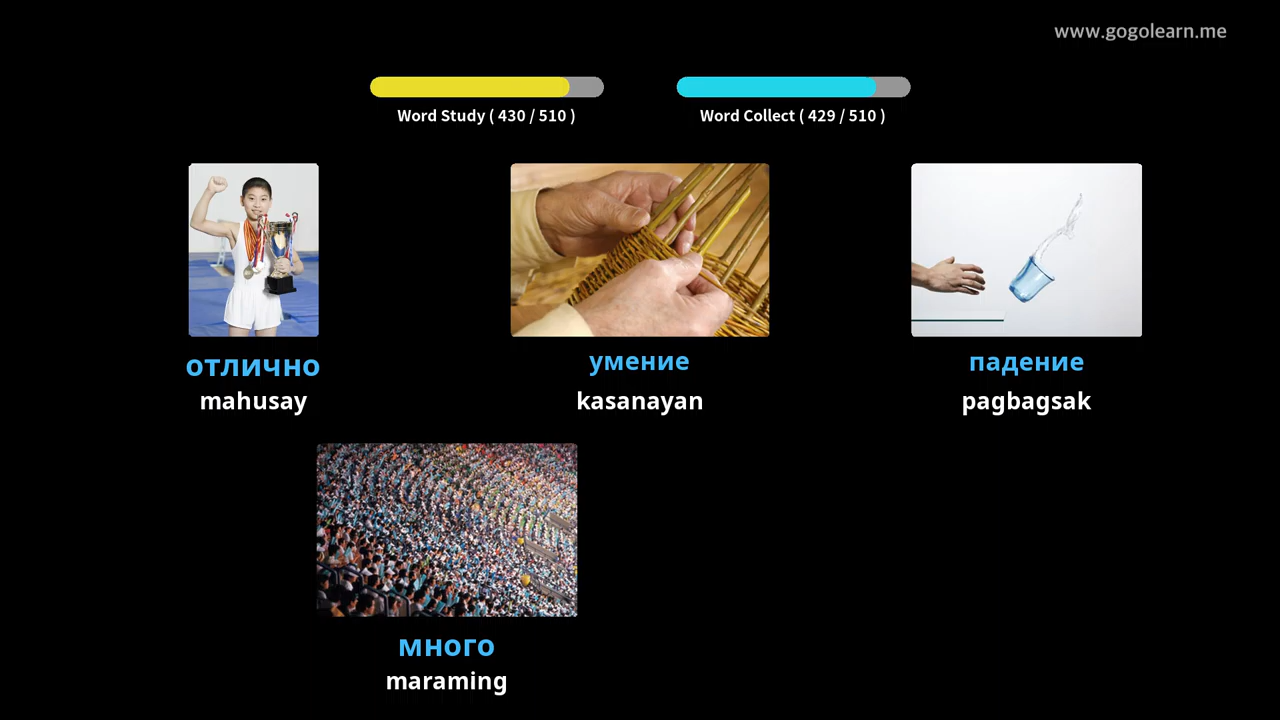 www.gogolearn.me
Word Study ( 430 / 510 )
Word Collect ( 429 / 510 )
отлично
mahusay
умение
kasanayan
падение
pagbagsak
много
maraming